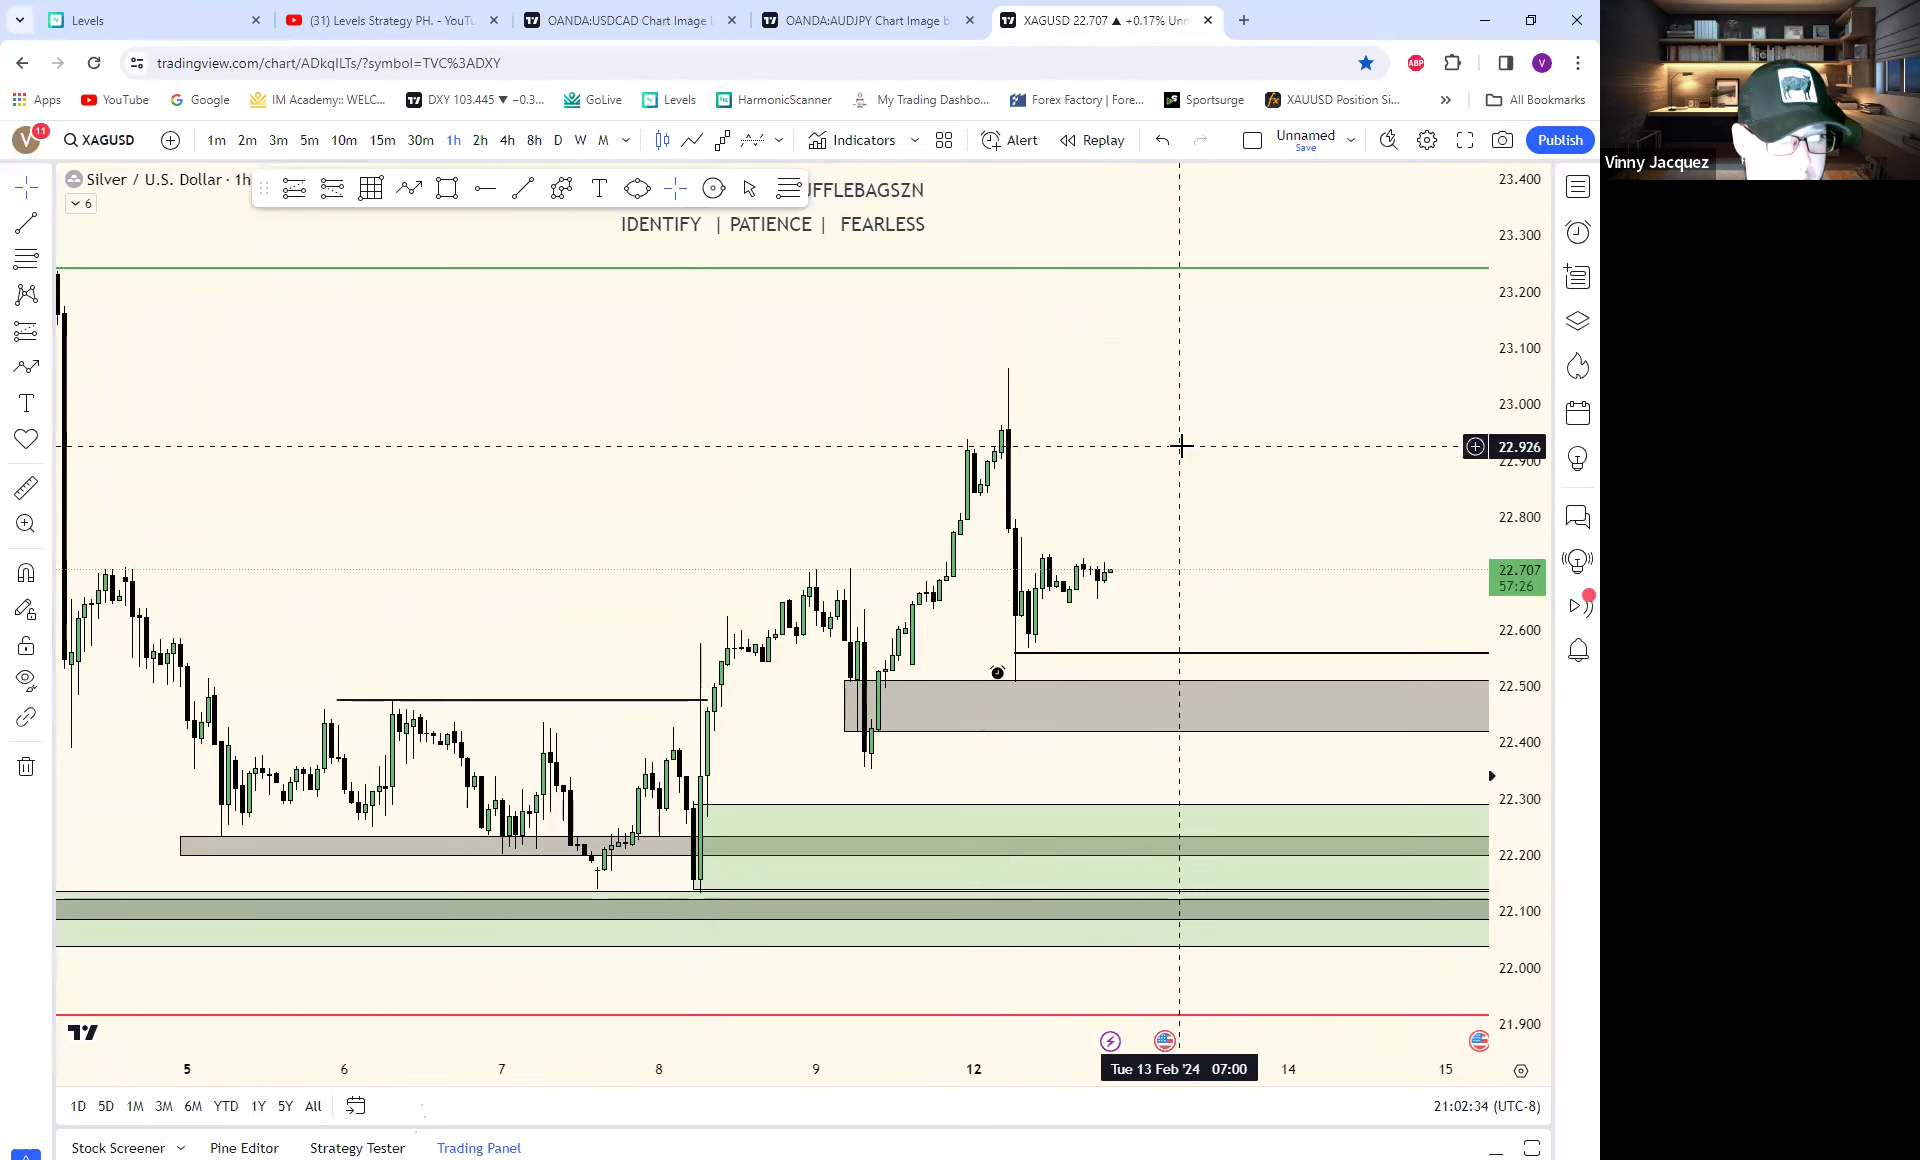 Levels
(31) Levels Strategy PH. - YouTu
OANDA:USDCAD Chart Image
OANDA:AUDJPY Chart Image b
XAGUSD 22.707 ▲ +0.17% Unn
tradingview.com/chart/ADkqILTs/?symbol=TVC%3ADXY
ABP
V
Apps
YouTube
Google
IM Academy:: WELC...
DXY 103.445 ▼ −0.3...
GoLive
Levels
HarmonicScanner
My Trading Dashbo...
Forex Factory | Fore...
Sportsurge
XAUUSD Position Si...
»
All Bookmarks
V
11
XAGUSD
1m 2m 3m 5m 10m 15m 30m 1h 2h 4h 8h D W M
Indicators
Alert
Replay
Unnamed
Save
Publish
Silver / U.S. Dollar · 1h
6
UFFLEBAGSZN
IDENTIFY | PATIENCE | FEARLESS
23.400
23.300
23.200
23.100
23.000
22.926
22.900
22.800
22.707
57:26
22.600
22.500
22.400
22.300
22.200
22.100
22.000
21.900
5 6 7 8 9 12 Tue 13 Feb '24 07:00 14 15
1D 5D 1M 3M 6M YTD 1Y 5Y All
21:02:34 (UTC-8)
Stock Screener
Pine Editor
Strategy Tester
Trading Panel
Vinny Jacquez